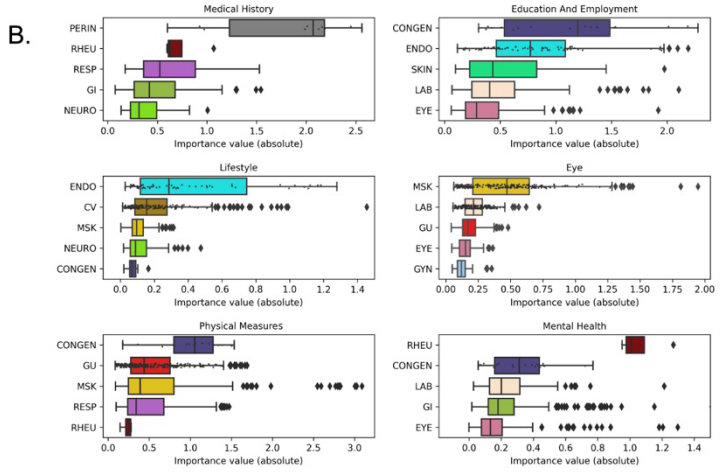 B.
Medical History
PERIN
RHEU
RESP
GI
NEURO
0.5 1.0 1.5 2.0 2.5
Importance value (absolute)
Education And Employment
CONGEN
ENDO
SKIN
LAB
EYE
0.0 0.5 1.0 1.5 2.0
Importance value (absolute)
Lifestyle
ENDO
CV
MSK
NEURO
CONGEN
0.0 0.2 0.4 0.6 0.8 1.0 1.2 1.4
Importance value (absolute)
Eye
MSK
LAB
GU
EYE
GYN
0.00 0.25 0.50 0.75 1.00 1.25 1.50 1.75 2.00
Importance value (absolute)
Physical Measures
CONGEN
GU
MSK
RESP
RHEU
0.0 0.5 1.0 1.5 2.0 2.5 3.0
Importance value (absolute)
Mental Health
RHEU
CONGEN
LAB
GI
EYE
0.0 0.2 0.4 0.6 0.8 1.0 1.2 1.4
Importance value (absolute)